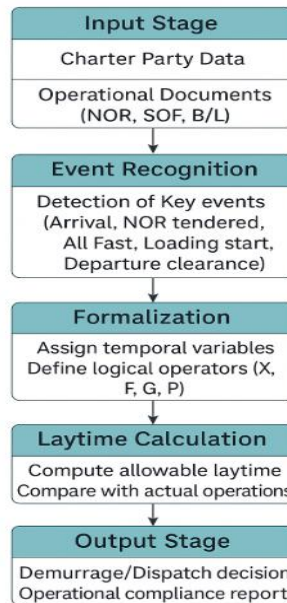 Input Stage
Charter Party Data
Operational Documents
(NOR, SOF, B/L)
Event Recognition
Detection of Key events
(Arrival, NOR tendered,
All Fast, Loading start,
Departure clearance)
Formalization
Assign temporal variables
Define logical operators (X,
F, G, P)
Laytime Calculation
Compute allowable laytime
Compare with actual operations
Output Stage
Demurrage/Dispatch decision
Operational compliance report